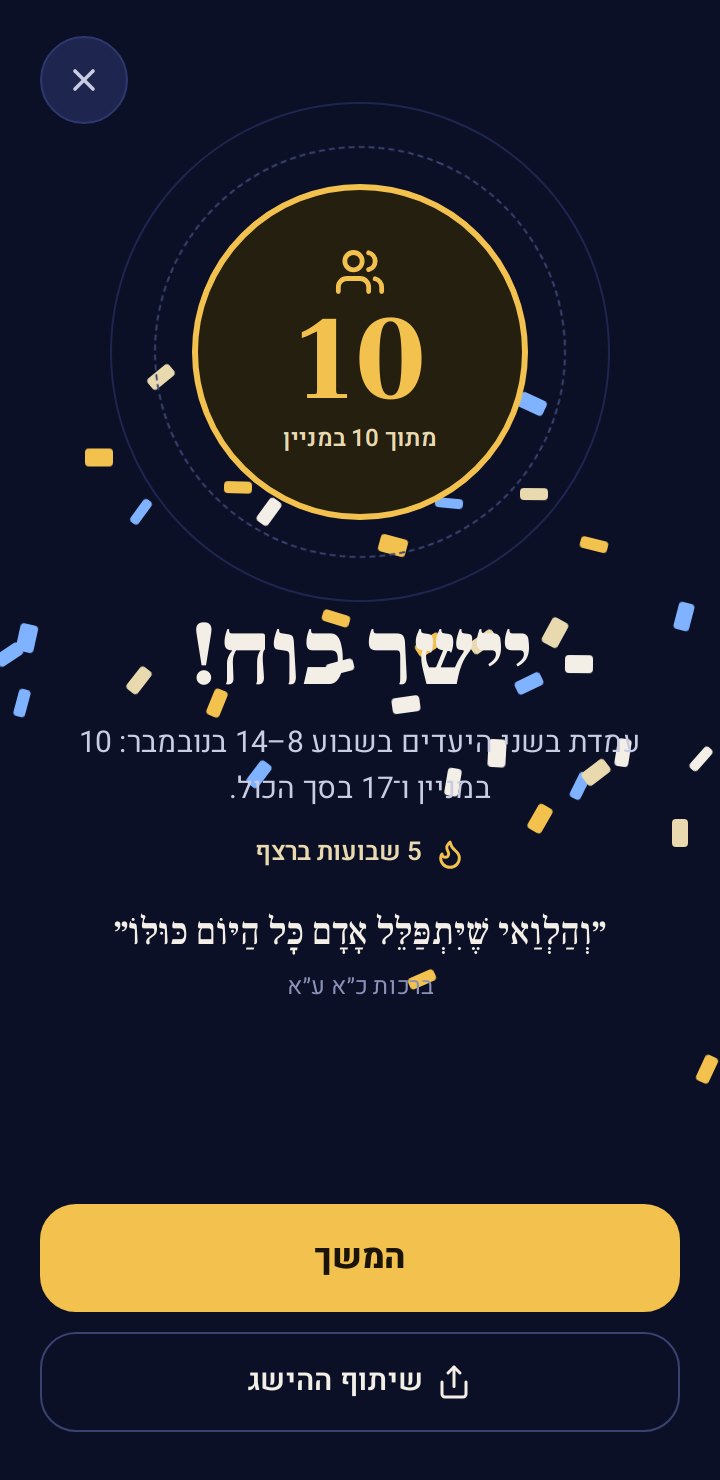 10
מתוך 10 במניין
יישר כוח!
עמדת בשני היעדים בשבוע 8–14 בנובמבר: 10
במניין ו־17 בסך הכול.
5 שבועות ברצף
”וְהַלְוַאי שֶׁיִּתְפַּלֵּל אָדָם כׇּל הַיּוֹם כּוּלּוֹ”
ברכות כ”א ע”א
המשך
שיתוף ההישג